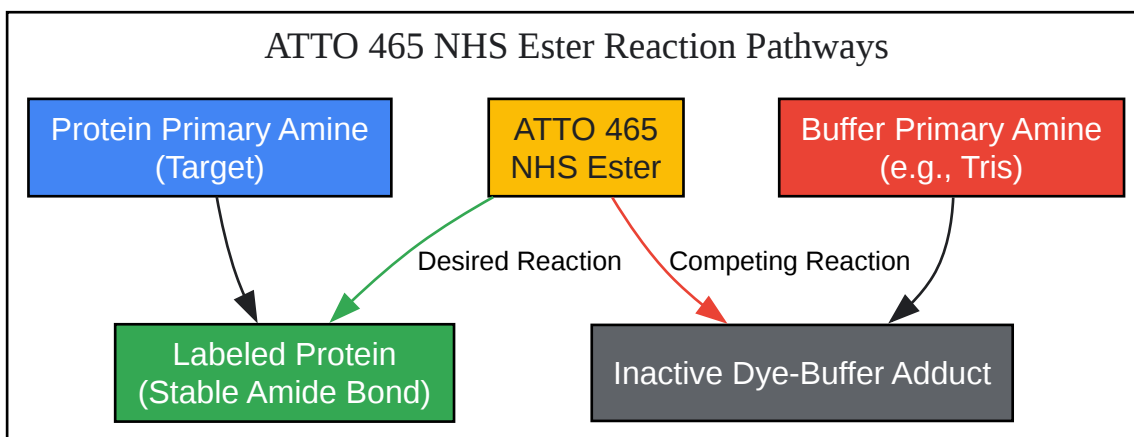 ATTO 465 NHS Ester Reaction Pathways
Protein Primary Amine
(Target)
ATTO 465
NHS Ester
Buffer Primary Amine
(e.g., Tris)
Desired Reaction
Competing Reaction
Labeled Protein
(Stable Amide Bond)
Inactive Dye-Buffer Adduct